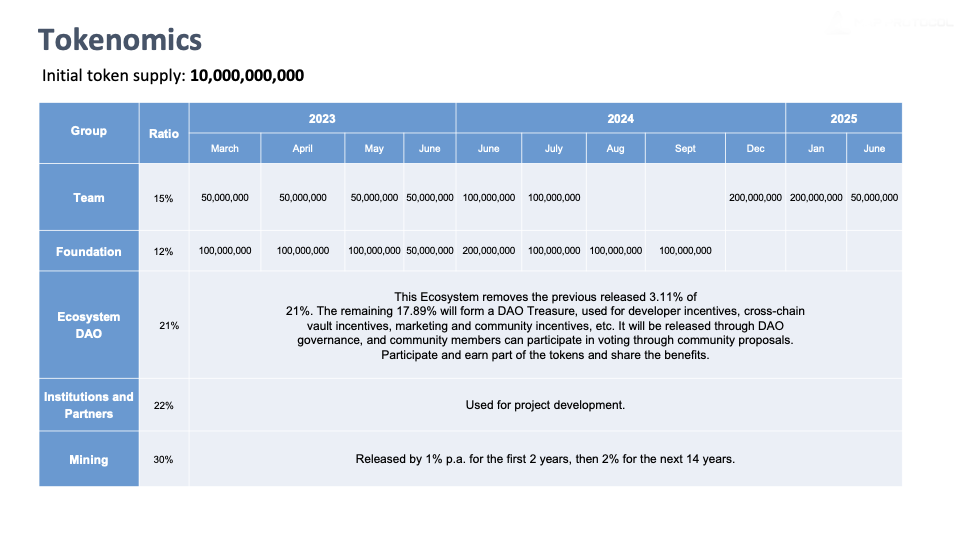 Tokenomics
Initial token supply: 10,000,000,000
Group Ratio 2023 2024 2025
March April May June June July Aug Sept Dec Jan June
Team 15% 50,000,000 50,000,000 50,000,000 50,000,000 100,000,000 100,000,000 200,000,000 200,000,000 50,000,000
Foundation 12% 100,000,000 100,000,000 100,000,000 50,000,000 200,000,000 100,000,000 100,000,000 100,000,000
Ecosystem
DAO
21%
This Ecosystem removes the previous released 3.11% of
21%. The remaining 17.89% will form a DAO Treasure, used for developer incentives, cross-chain
vault incentives, marketing and community incentives, etc. It will be released through DAO
governance, and community members can participate in voting through community proposals.
Participate and earn part of the tokens and share the benefits.
Institutions and
Partners
22%
Used for project development.
Mining 30% Released by 1% p.a. for the first 2 years, then 2% for the next 14 years.